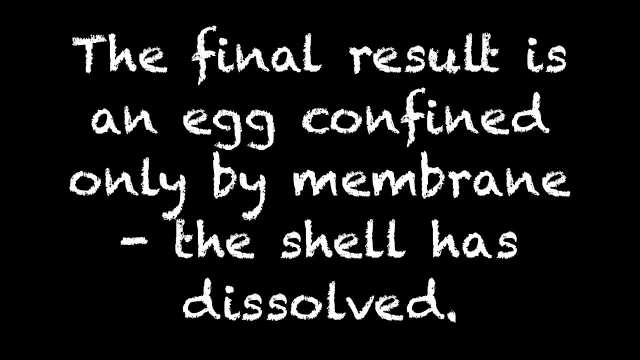 The final result is
an egg confined
only by membrane
- the shell has
dissolved.